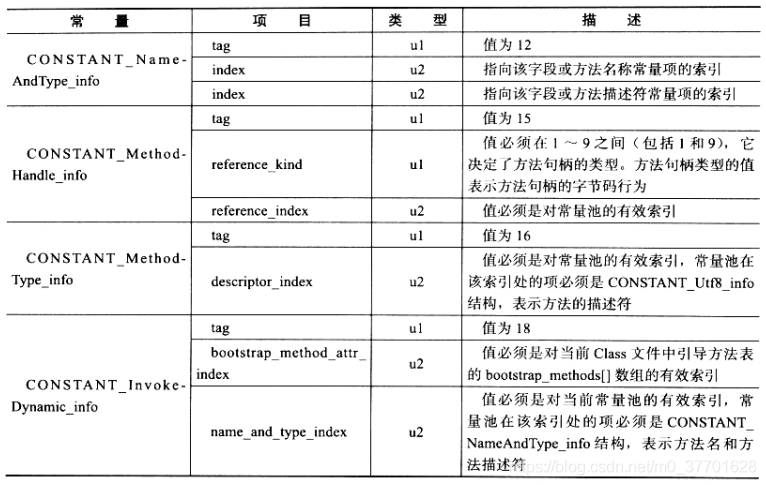 常 量 项 目 类 型 描 述
CONSTANT_Name-
AndType_info
tag u1 值为 12
index u2 指向该字段或方法名称常量项的索引
index u2 指向该字段或方法描述符常量项的索引
CONSTANT_Method-
Handle_info
tag u1 值为 15
reference_kind u1 值必须在 1～9 之间（包括 1 和 9），它
决定了方法句柄的类型。方法句柄类型的值
表示方法句柄的字节码行为
reference_index u2 值必须是对常量池的有效索引
CONSTANT_Method-
Type_info
tag u1 值为 16
descriptor_index u2 值必须是对常量池的有效索引，常量池在
该索引处的项必须是 CONSTANT_Utf8_info
结构，表示方法的描述符
CONSTANT_Invoke-
Dynamic_info
tag u1 值为 18
bootstrap_method_attr_
index u2 值必须是对当前 Class 文件中引导方法表
的 bootstrap_methods[] 数组的有效索引
name_and_type_index u2 值必须是对当前常量池的有效索引，常
量池在该索引处的项必须是 CONSTANT_
NameAndType_info 结构，表示方法名和方
法描述符
https://blog.csdn.net/m0_37701628